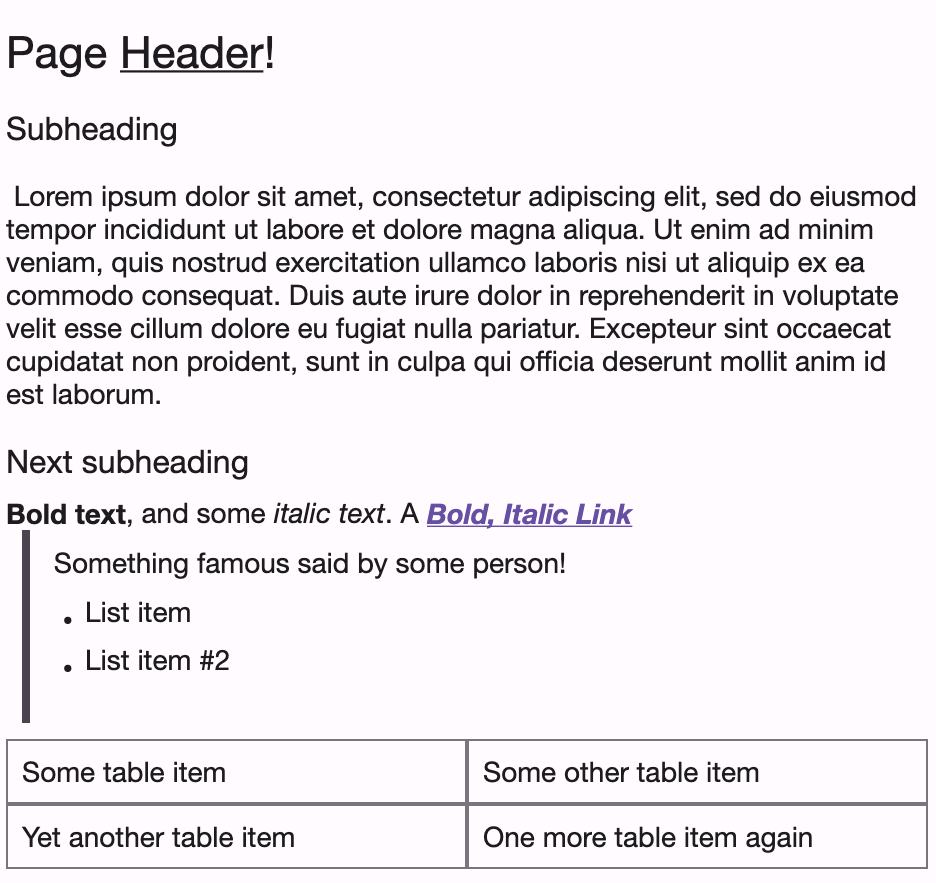 Page Header!
Subheading
Lorem ipsum dolor sit amet, consectetur adipiscing elit, sed do eiusmod
tempor incididunt ut labore et dolore magna aliqua. Ut enim ad minim
veniam, quis nostrud exercitation ullamco laboris nisi ut aliquip ex ea
commodo consequat. Duis aute irure dolor in reprehenderit in voluptate
velit esse cillum dolore eu fugiat nulla pariatur. Excepteur sint occaecat
cupidatat non proident, sunt in culpa qui officia deserunt mollit anim id
est laborum.
Next subheading
Bold text, and some italic text. A Bold, Italic Link
Something famous said by some person!
• List item
• List item #2
Some table item Some other table item
Yet another table item One more table item again